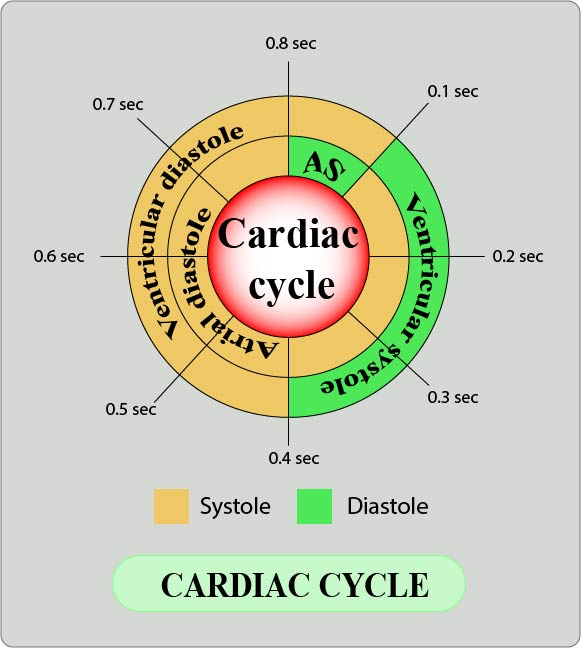 0.8 sec
0.1 sec
0.7 sec
Ventricular diastole
AS
Ventricular systole
Atrial diastole
Cardiac
cycle
0.6 sec
0.2 sec
0.5 sec
0.3 sec
0.4 sec
Systole
Diastole
CARDIAC CYCLE